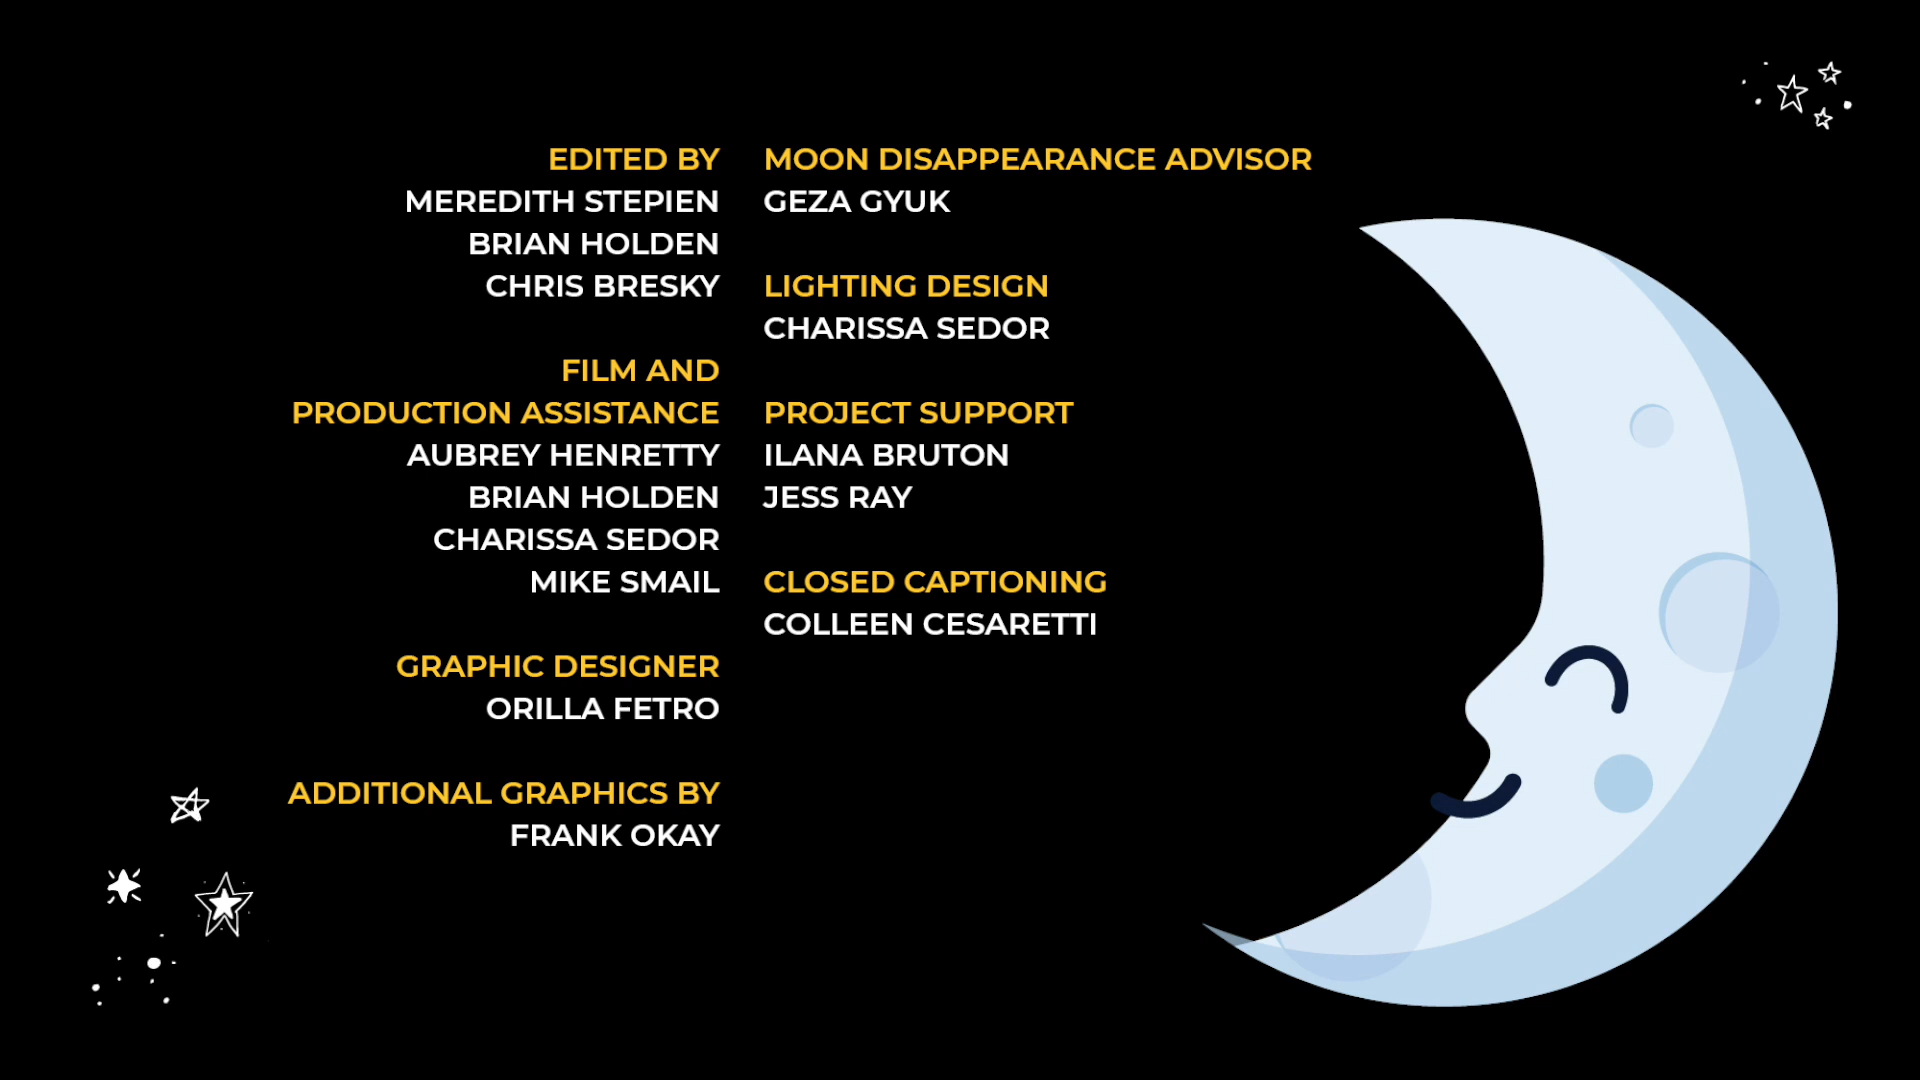 EDITED BY
MEREDITH STEPIEN
BRIAN HOLDEN
CHRIS BRESKY
FILM AND
PRODUCTION ASSISTANCE
AUBREY HENRETTY
BRIAN HOLDEN
CHARISSA SEDOR
MIKE SMAIL
GRAPHIC DESIGNER
ORILLA FETRO
ADDITIONAL GRAPHICS BY
FRANK OKAY
MOON DISAPPEARANCE ADVISOR
GEZA GYUK
LIGHTING DESIGN
CHARISSA SEDOR
PROJECT SUPPORT
ILANA BRUTON
JESS RAY
CLOSED CAPTIONING
COLLEEN CESARETTI